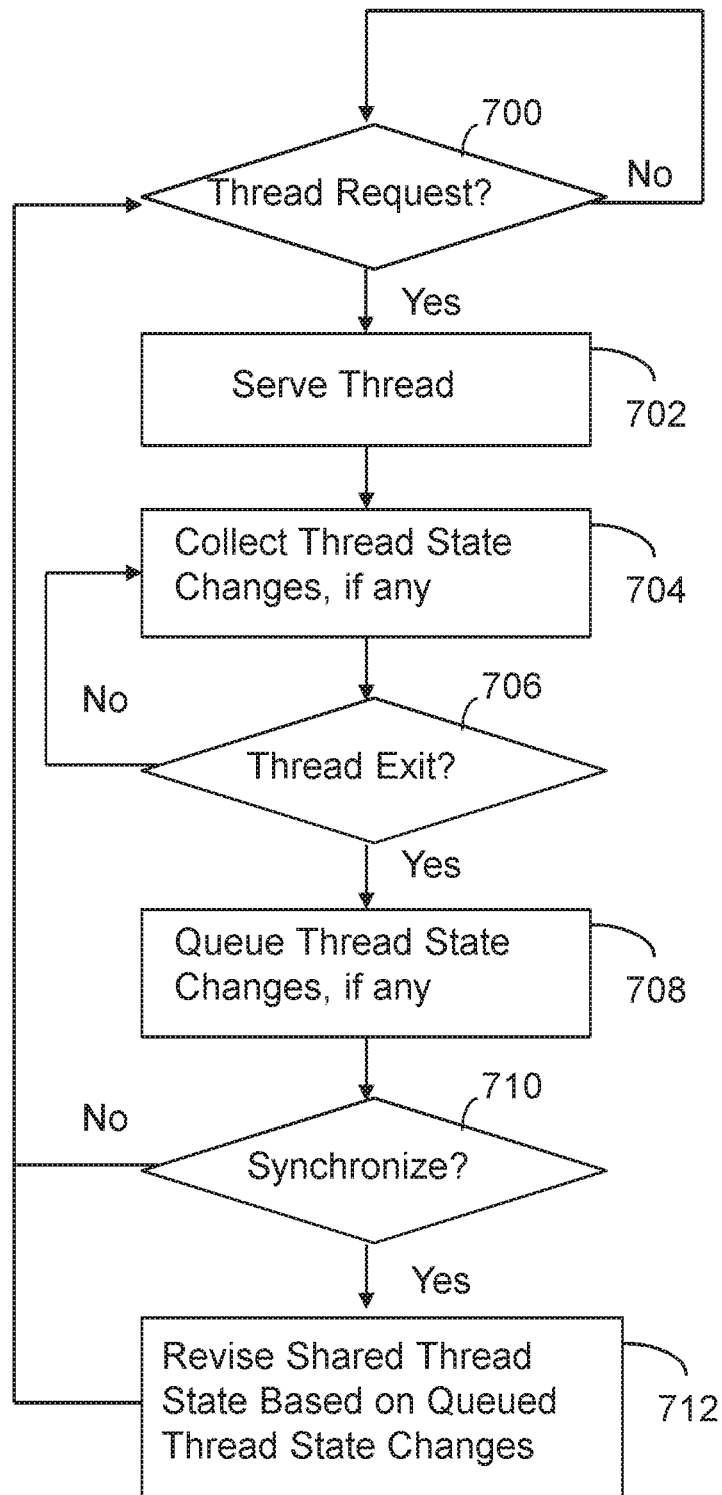 700
Thread Request?
No
Yes
Serve Thread
702
Collect Thread State
Changes, if any
704
No
706
Thread Exit?
Yes
Queue Thread State
Changes, if any
708
No
710
Synchronize?
Yes
Revise Shared Thread
State Based on Queued
Thread State Changes
712